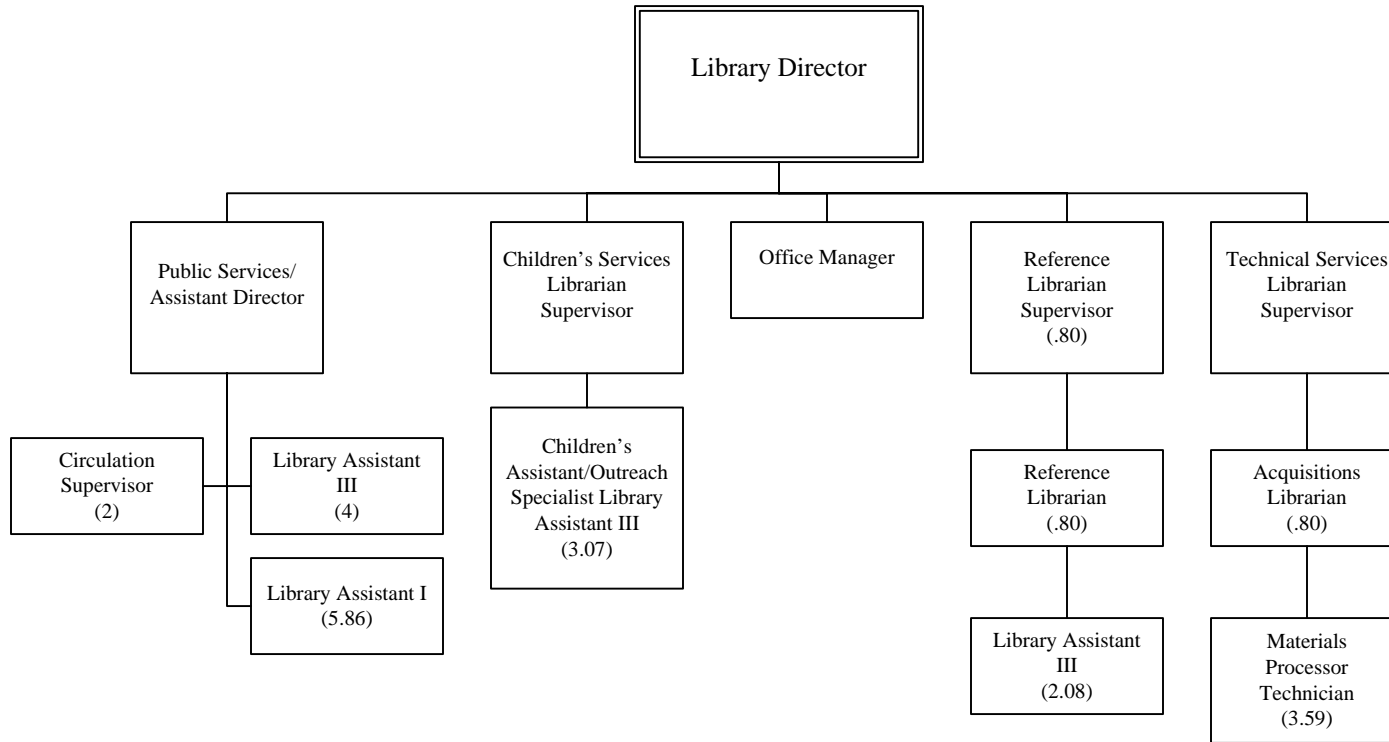 Library Director
Public Services/
Assistant Director
Children’s Services
Librarian
Supervisor
Office Manager
Reference
Librarian
Supervisor
(.80)
Technical Services
Librarian
Supervisor
Circulation
Supervisor
(2)
Library Assistant
III
(4)
Library Assistant I
(5.86)
Children’s
Assistant/Outreach
Specialist Library
Assistant III
(3.07)
Reference
Librarian
(.80)
Acquisitions
Librarian
(.80)
Library Assistant
III
(2.08)
Materials
Processor
Technician
(3.59)